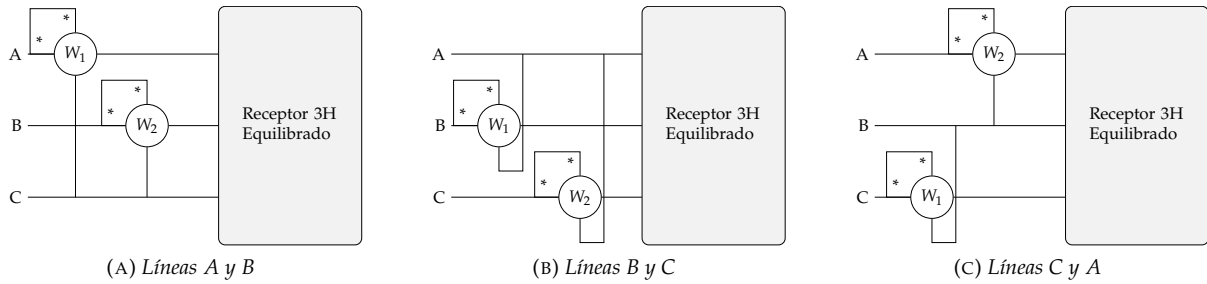 A
*
*
W₁
B
*
*
W₂
C
Receptor 3H
Equilibrado
(A) Líneas A y B
A
B
*
*
W₁
C
*
*
W₂
Receptor 3H
Equilibrado
(B) Líneas B y C
A
*
*
W₂
B
C
*
*
W₁
Receptor 3H
Equilibrado
(C) Líneas C y A